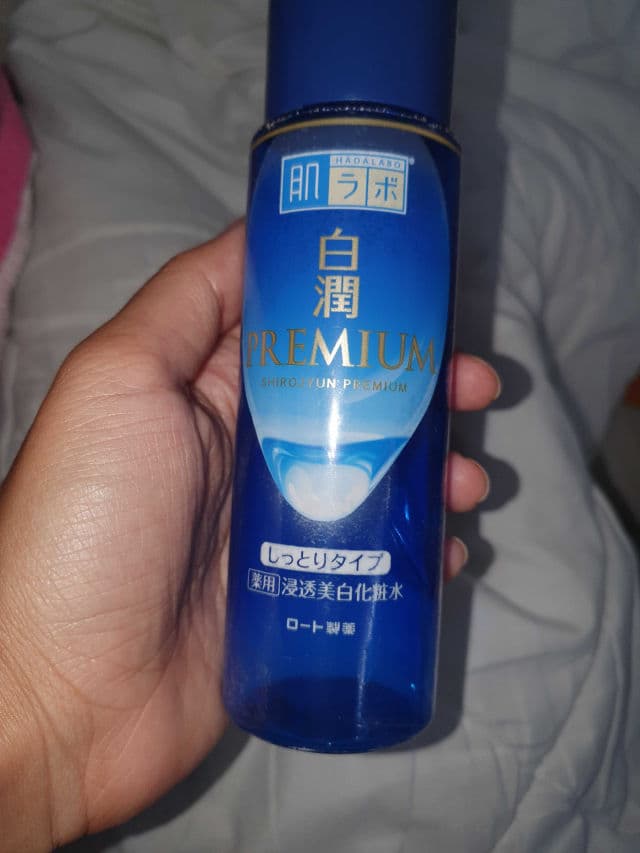 HADALABO
肌ラボ®
白
潤
PREMIUM
SHIROJYUN PREMIUM
しっとりタイプ
薬用 浸透美白化粧水
ロート製薬